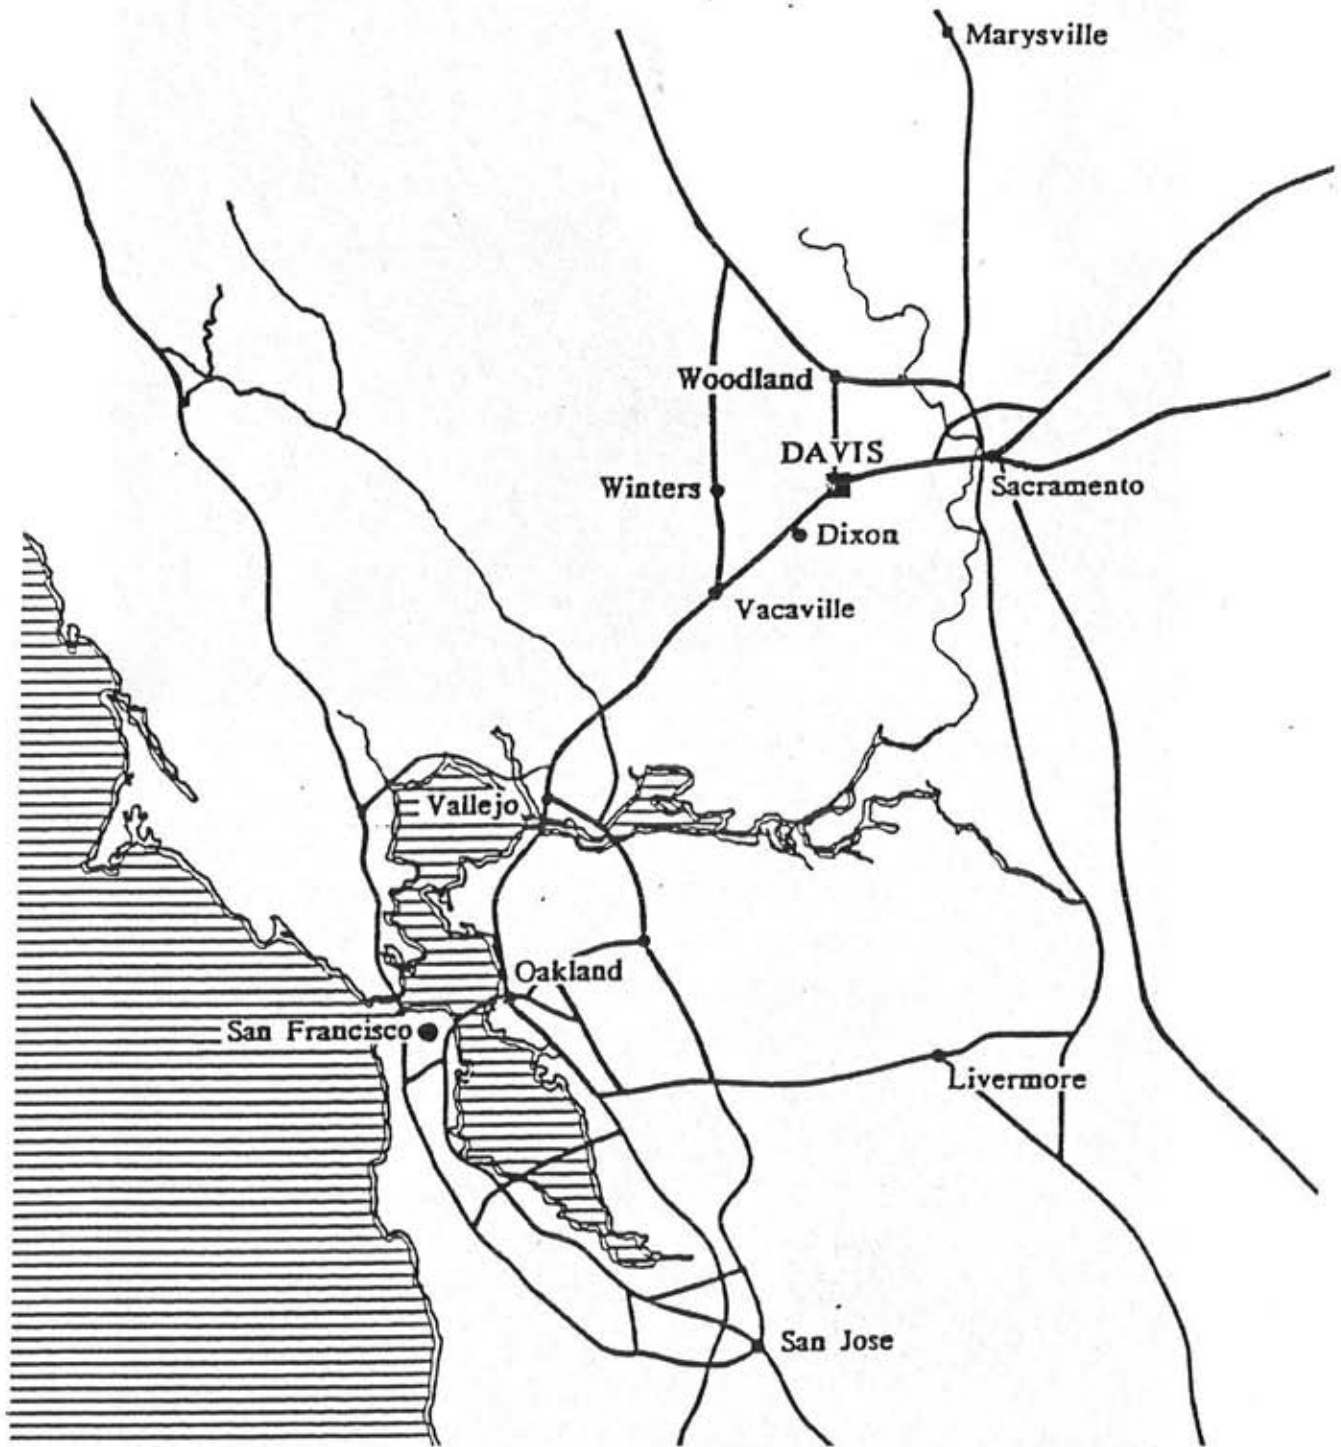 Marysville
Woodland
DAVIS
Winters
Sacramento
Dixon
Vacaville
Vallejo
Oakland
San Francisco
Livermore
San Jose